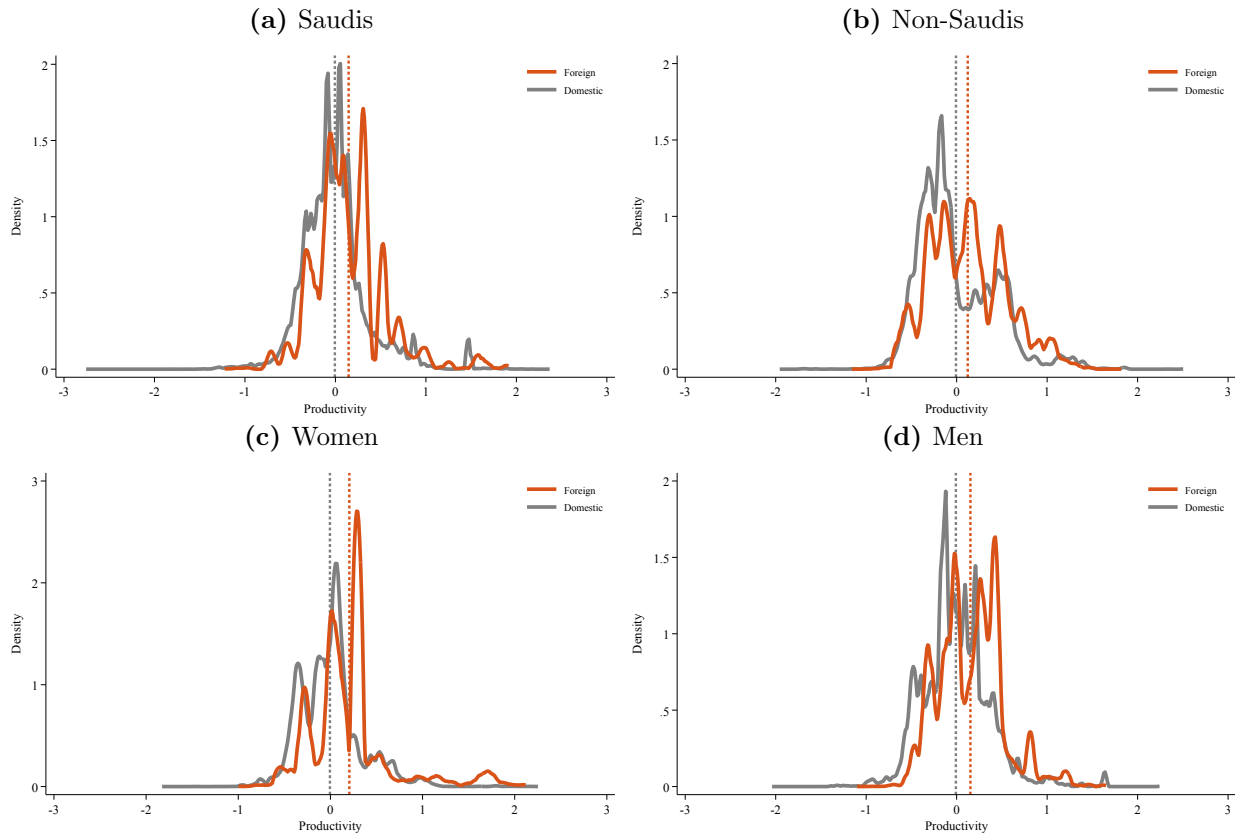 (a) Saudis
2
1.5
1
.5
0
Density
-3
-2
-1
0
1
2
3
Productivity
Foreign
Domestic
(b) Non-Saudis
2
1.5
1
.5
0
Density
-3
-2
-1
0
1
2
3
Productivity
Foreign
Domestic
(c) Women
3
2
1
0
Density
-3
-2
-1
0
1
2
3
Productivity
Foreign
Domestic
(d) Men
2
1.5
1
.5
0
Density
-3
-2
-1
0
1
2
3
Productivity
Foreign
Domestic